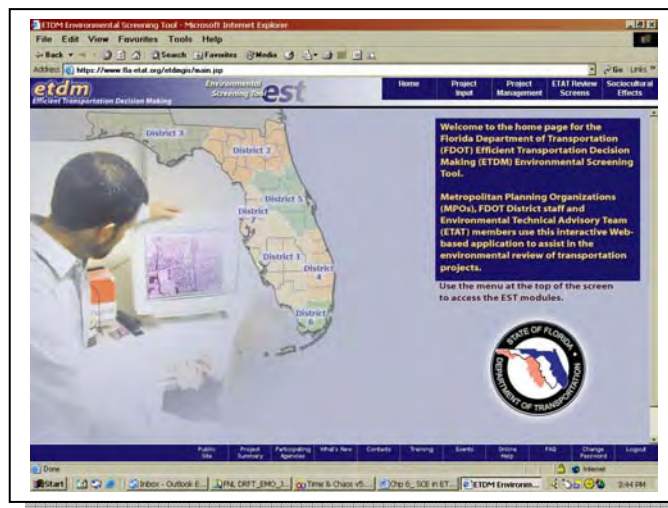 ETDM Environmental Screening Tool - Microsoft Internet Explorer
File Edit View Favorites Tools Help
Back Search Favorites Media
Address https://www.fla-etat.org/etdmgis/main.jsp Go Links
etdm
Efficient Transportation Decision Making
Environmental
Screening Tool est
Home Project Input Project Management ETAT Review Screens Sociocultural Effects
District 3
District 2
District 5
District 7
District 1
District 4
District 6
Welcome to the home page for the
Florida Department of Transportation
(FDOT) Efficient Transportation Decision
Making (ETDM) Environmental Screening
Tool.
Metropolitan Planning Organizations
(MPOs), FDOT District staff and
Environmental Technical Advisory Team
(ETAT) members use this interactive Web-
based application to assist in the
environmental review of transportation
projects.
Use the menu at the top of the screen
to access the EST modules.
STATE OF FLORIDA
DEPARTMENT OF TRANSPORTATION
Public Site Project Summary Participating Agencies What's New Contacts Training Events Online Help FAQ Change Password Logout
Done Internet
Start Inbox - Outlook E... FNL DRFT_EMO_J... Time & Chaos v5... Chp 6_ SCE in ET... ETDM Environm... 3:44 PM